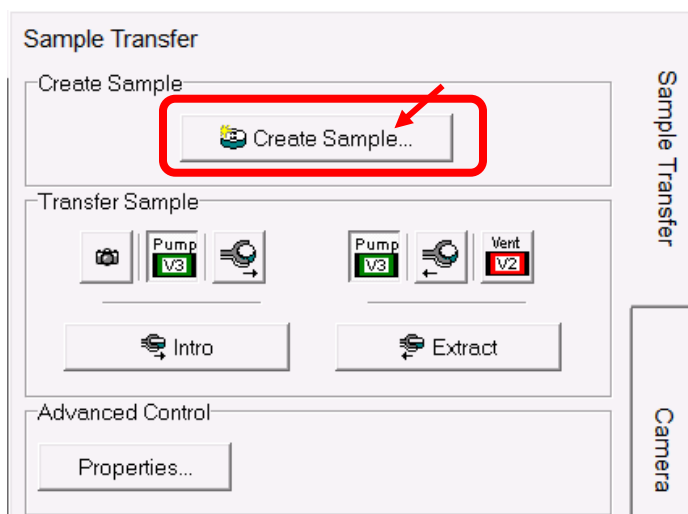 Sample Transfer
Create Sample
Create Sample...
Transfer Sample
Pump
V3
Pump
V3
Vent
V2
Intro
Extract
Advanced Control
Properties...
Sample Transfer
Camera